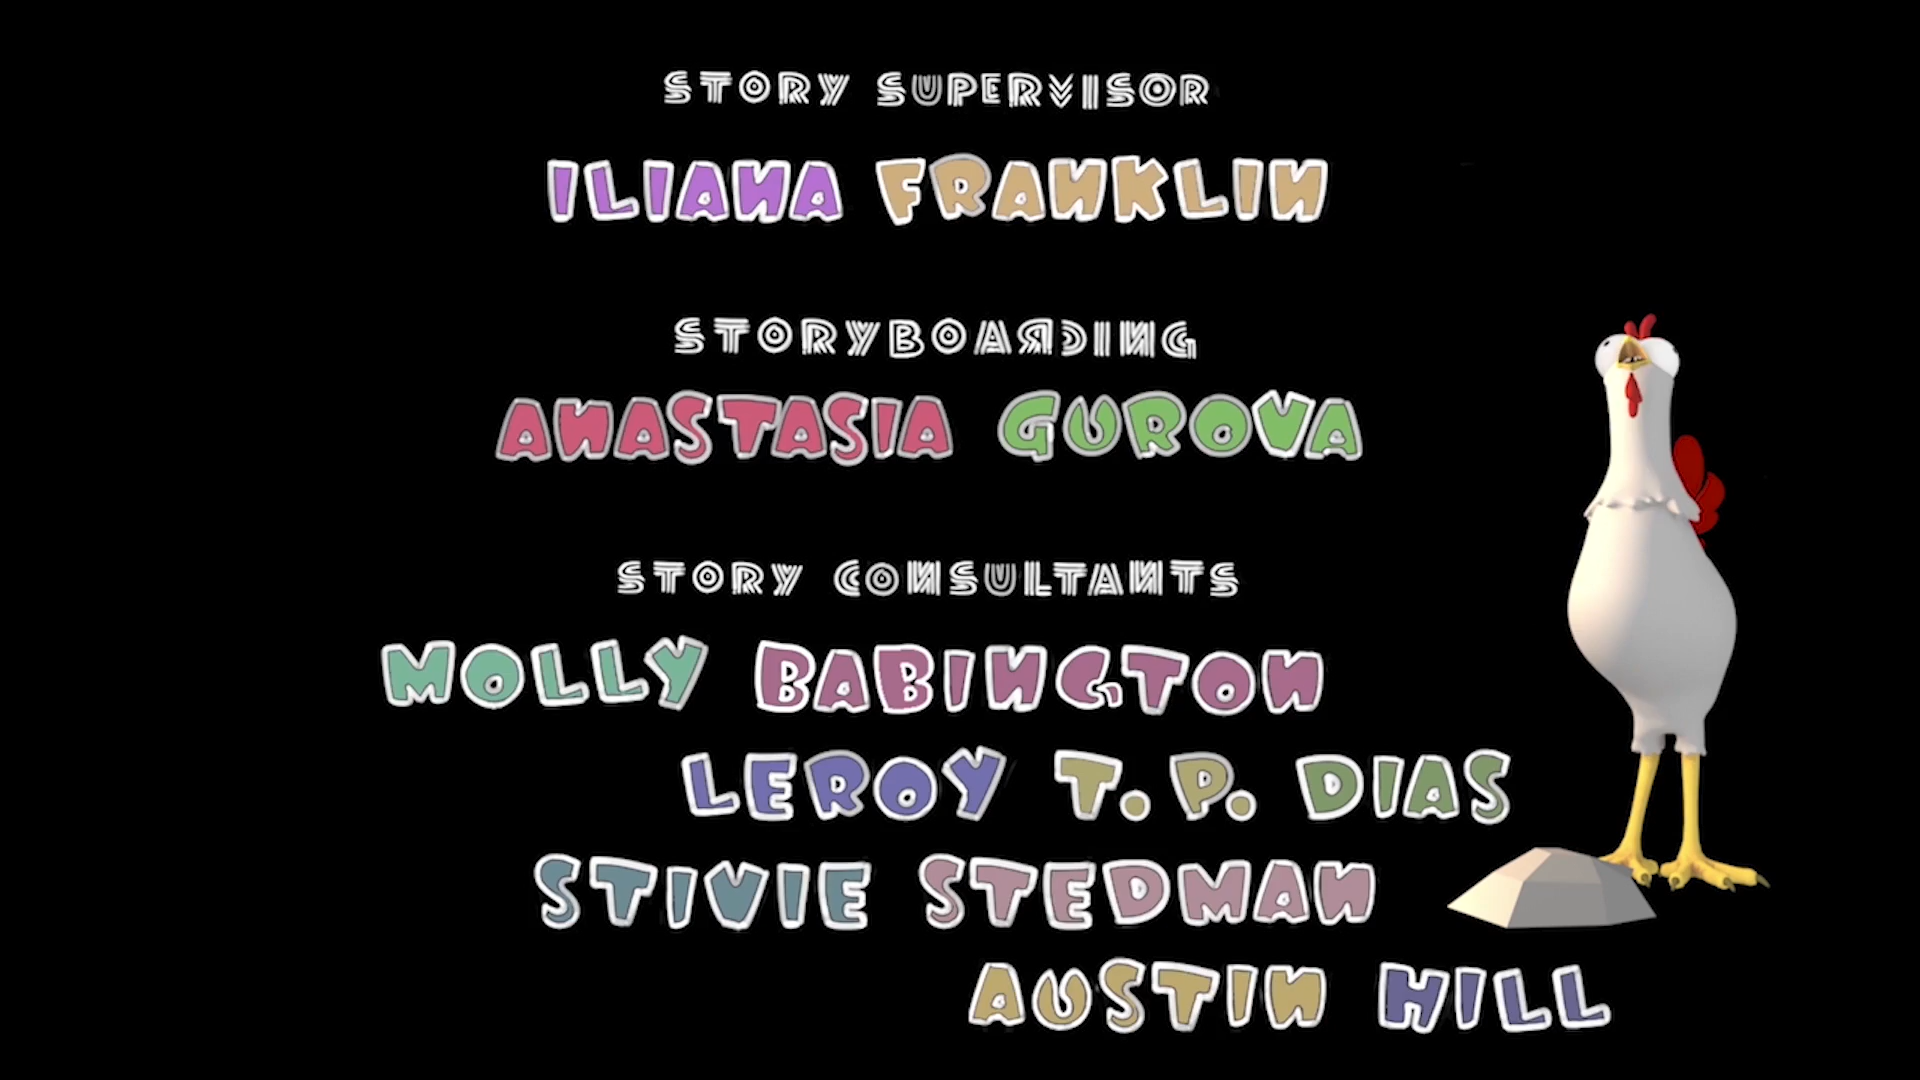 STORY SUPERVISOR
ILIANA FRANKLIN
STORYBOARDING
ANASTASIA GUROVA
STORY CONSULTANTS
MOLLY BABINGTON
LEROY T. P. DIAS
STIVIE STEDMAN
AUSTIN HILL